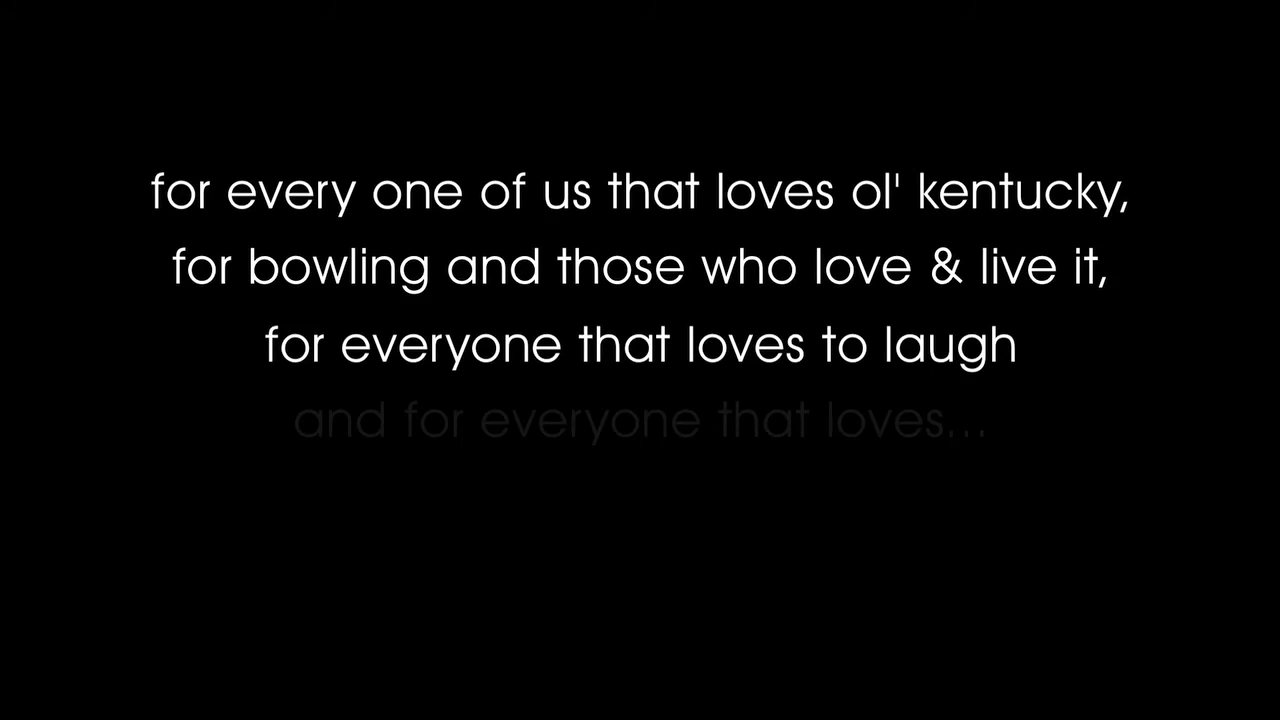 for every one of us that loves ol' kentucky,
for bowling and those who love & live it,
for everyone that loves to laugh
and for everyone that loves...